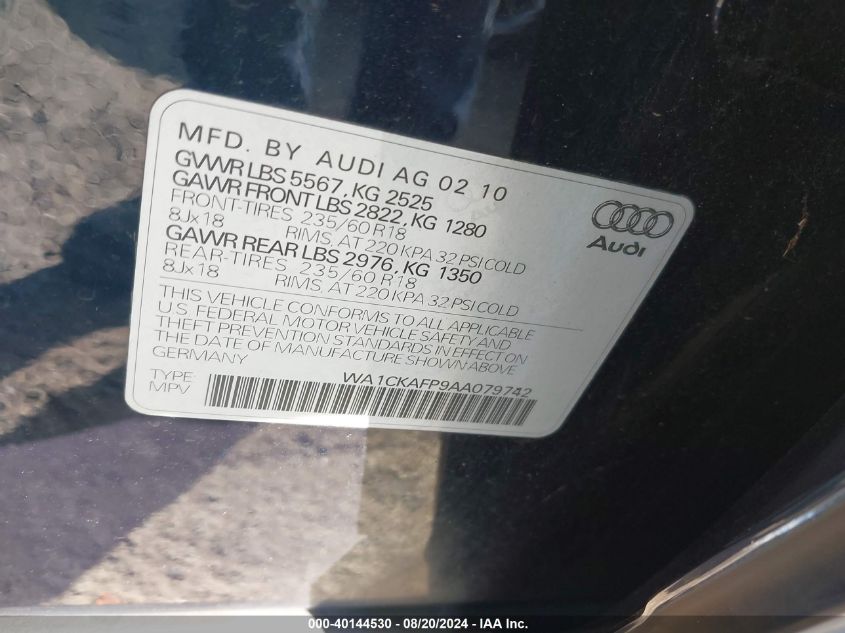 MFD. BY AUDI AG 02 10
GVWR LBS 5567, KG 2525
GAWR FRONT LBS 2822, KG 1280
FRONT-TIRES 235/60 R18
8Jx18 RIMS, AT 220 KPA 32 PSI COLD
GAWR REAR LBS 2976, KG 1350
REAR-TIRES 235/60 R18
8Jx18 RIMS, AT 220 KPA 32 PSI COLD
THIS VEHICLE CONFORMS TO ALL APPLICABLE
U.S. FEDERAL MOTOR VEHICLE SAFETY AND
THEFT PREVENTION STANDARDS IN EFFECT ON
THE DATE OF MANUFACTURE SHOWN ABOVE
GERMANY
TYPE: WA1CKAFP9AA079742
MPV
Audi
000-40144530 - 08/20/2024 - IAA Inc.